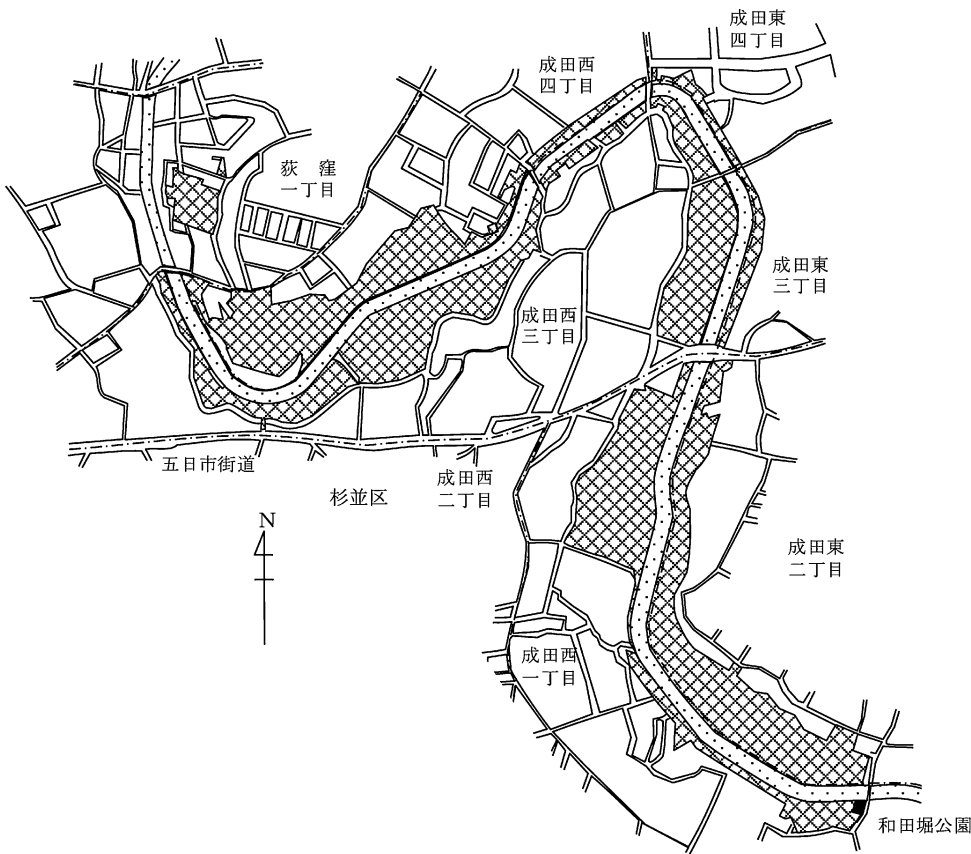 成田東
四丁目
成田西
四丁目
荻窪
一丁目
成田東
三丁目
成田西
三丁目
五日市街道
成田西
二丁目
杉並区
N
成田東
二丁目
成田西
一丁目
和田堀公園